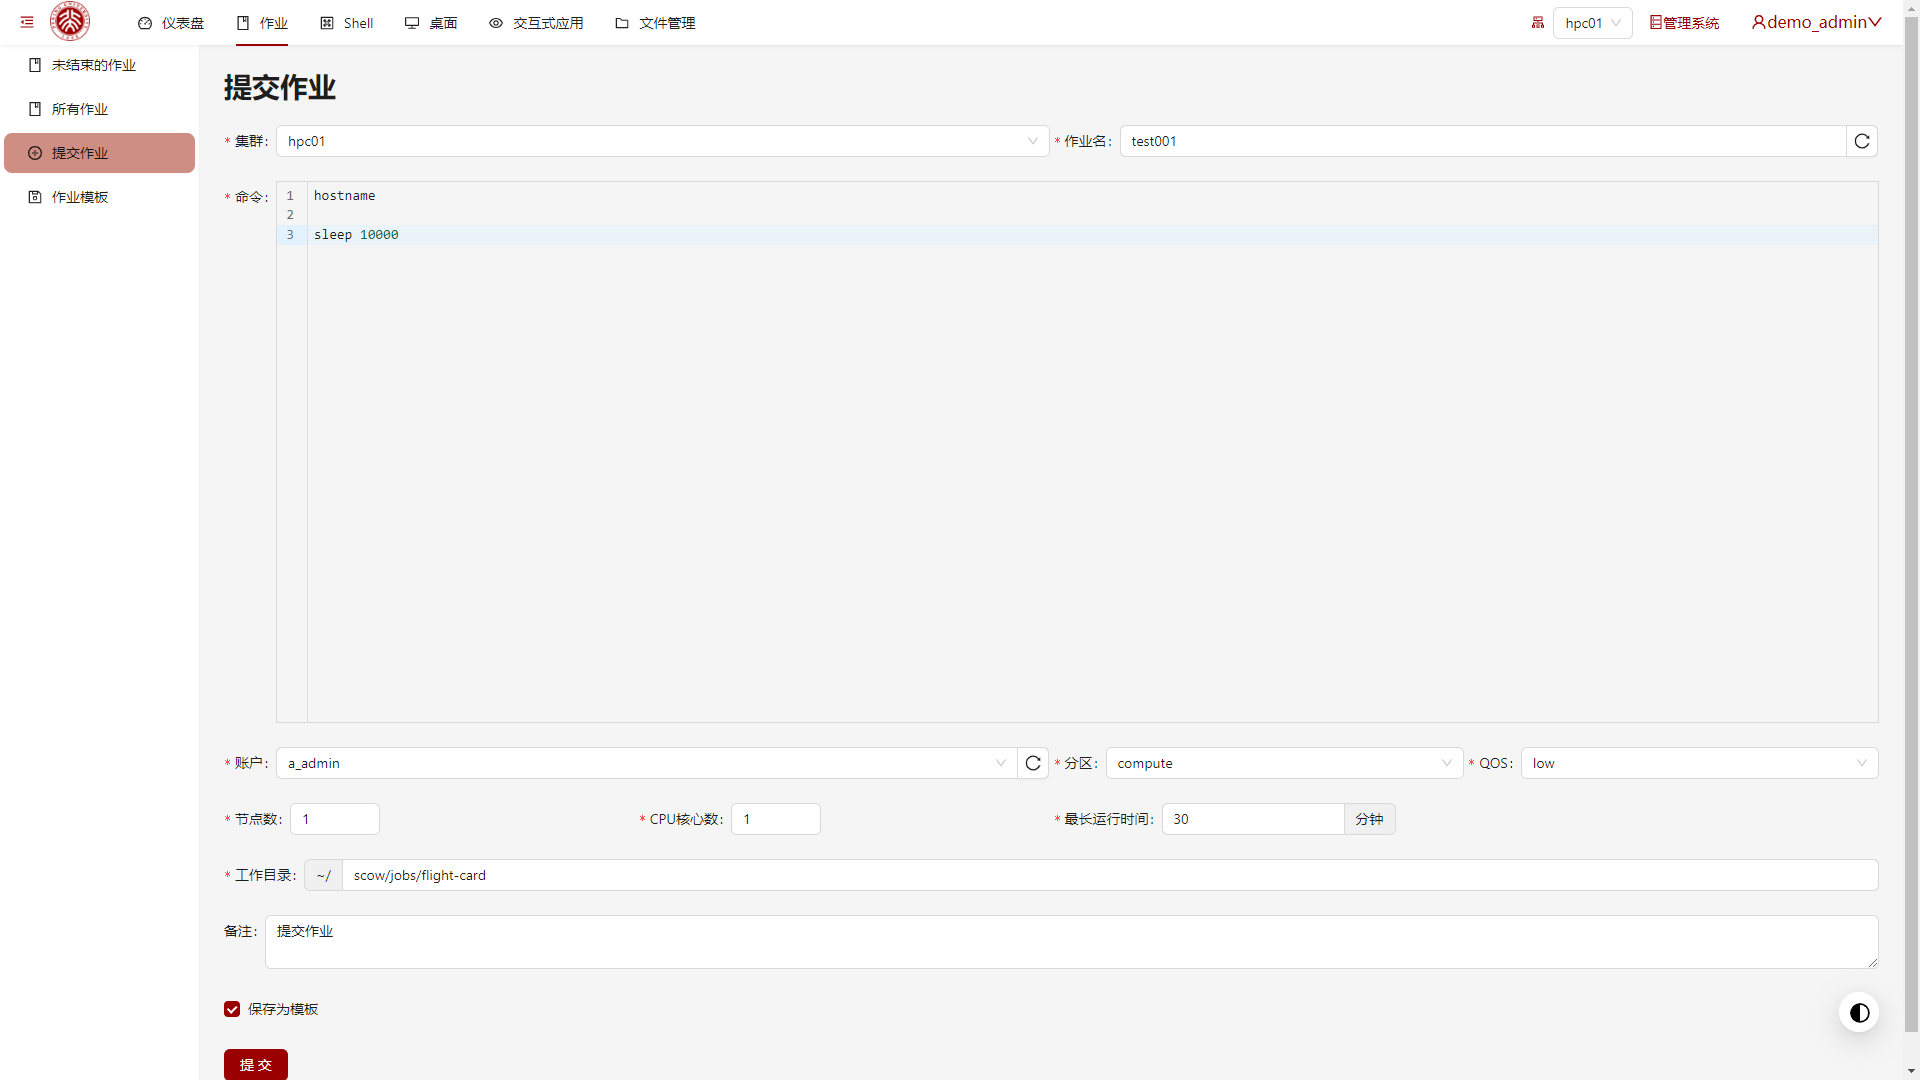 仪表盘
作业
Shell
桌面
交互式应用
文件管理
hpc01
管理系统
demo_admin
未结束的作业
所有作业
提交作业
作业模板
提交作业
* 集群: hpc01
* 作业名: test001
* 命令:
1 hostname
2
3 sleep 10000
* 账户: a_admin
* 分区: compute
* QOS: low
* 节点数: 1
* CPU核心数: 1
* 最长运行时间: 30 分钟
* 工作目录: ~/ scow/jobs/flight-card
备注: 提交作业
保存为模板
提 交